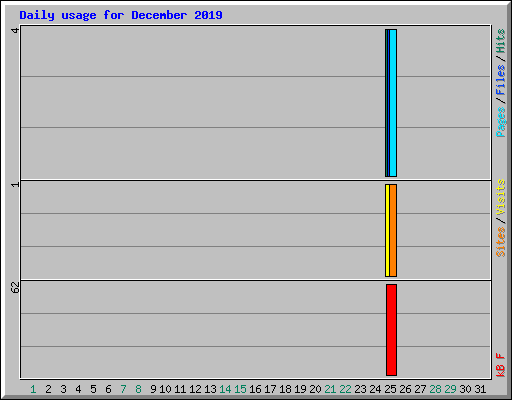 Daily usage for December 2019
4
1
62
Pages/Files/Hits
Sites/Visits
kB F
1 2 3 4 5 6 7 8 9 10 11 12 13 14 15 16 17 18 19 20 21 22 23 24 25 26 27 28 29 30 31